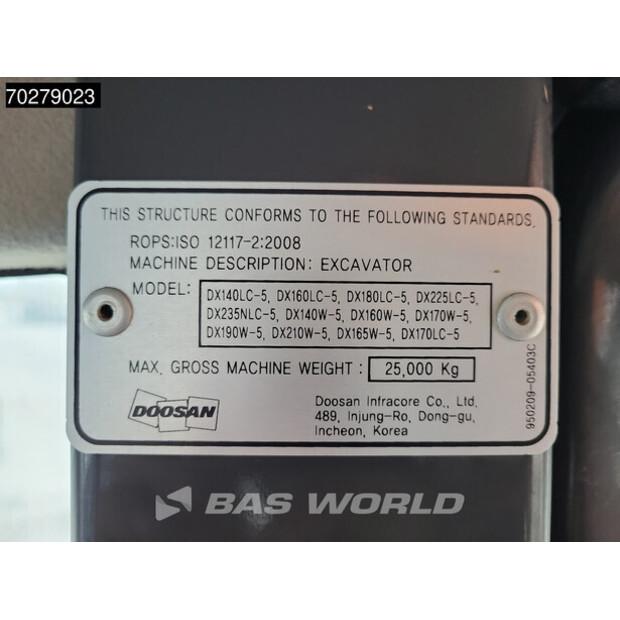 70279023
THIS STRUCTURE CONFORMS TO THE FOLLOWING STANDARDS.
ROPS:ISO 12117-2:2008
MACHINE DESCRIPTION: EXCAVATOR
MODEL:
DX140LC-5, DX160LC-5, DX180LC-5, DX225LC-5,
DX235NLC-5, DX140W-5, DX160W-5, DX170W-5,
DX190W-5, DX210W-5, DX165W-5, DX170LC-5
MAX. GROSS MACHINE WEIGHT : 25,000 Kg
DOOSAN
Doosan Infracore Co., Ltd.
489, Injung-Ro, Dong-gu,
Incheon, Korea
950209-05403C
BAS WORLD